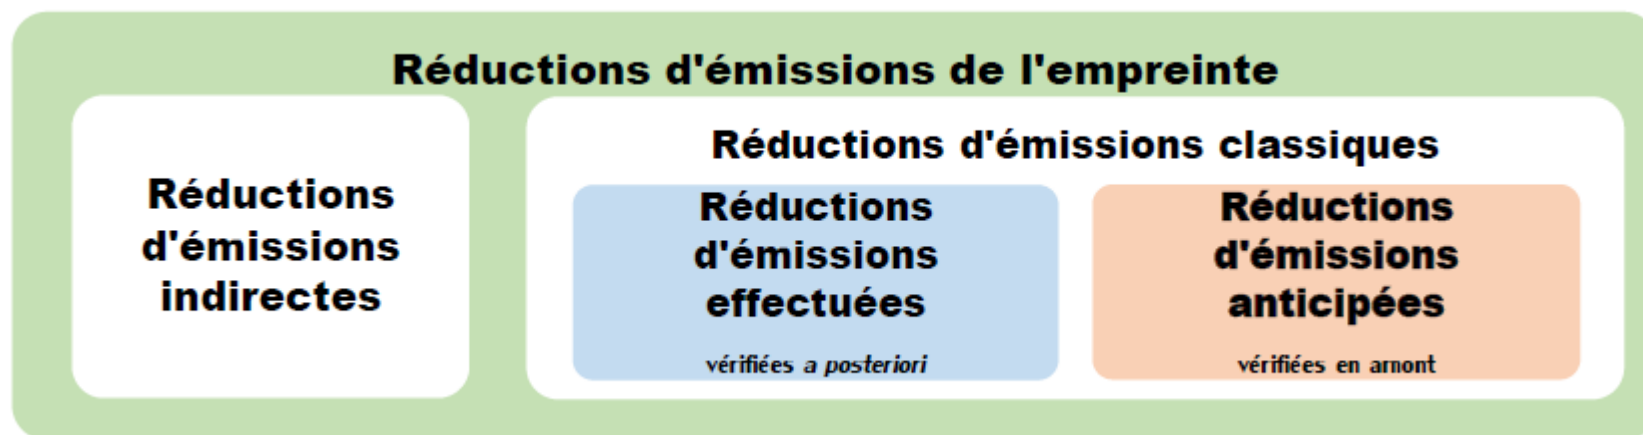 Réductions d'émissions de l'empreinte
Réductions
d'émissions
indirectes
Réductions d'émissions classiques
Réductions
d'émissions
effectuées
vérifiées a posteriori
Réductions
d'émissions
anticipées
vérifiées en arnont